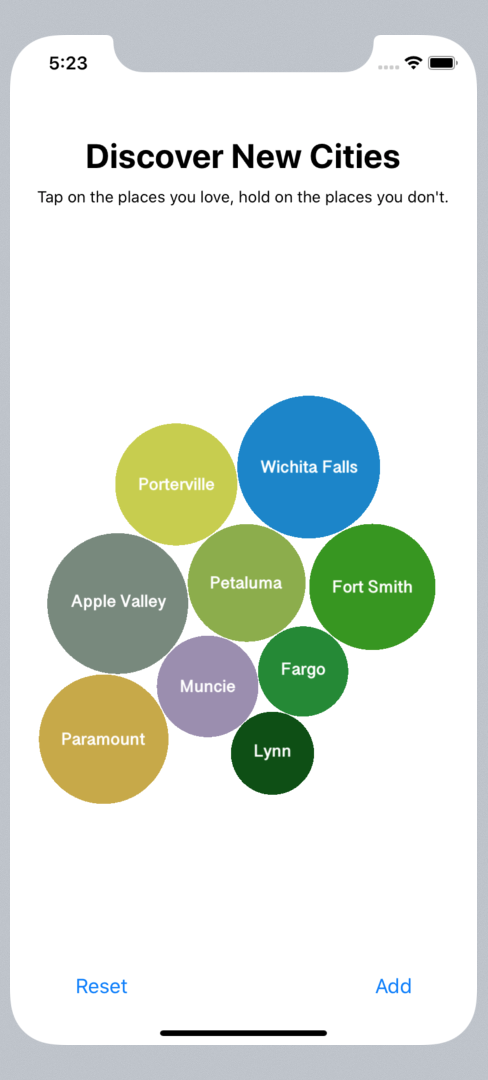 5:23
Discover New Cities
Tap on the places you love, hold on the places you don't.
Wichita Falls
Porterville
Petaluma
Fort Smith
Apple Valley
Fargo
Muncie
Paramount
Lynn
Reset
Add